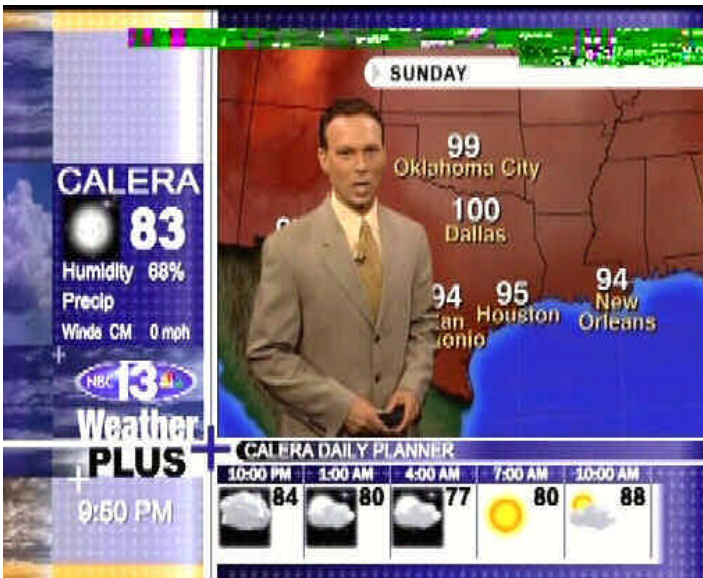 SUNDAY
99
Oklahoma City
100
Dallas
94
95
Houston
94
New
Orleans
CALERA
83
Humidity 68%
Precip
Winds CM 0 mph
NBC 13
Weather
PLUS
9:50 PM
CALERA DAILY PLANNER
10:00 PM 1:00 AM 4:00 AM 7:00 AM 10:00 AM
84 80 77 80 88